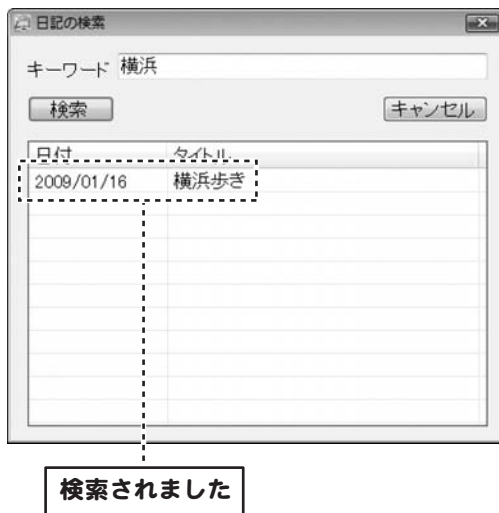 日記の検索
キーワード 横浜
検索 キャンセル
日付 タイトル
2009/01/16 横浜歩き
検索されました